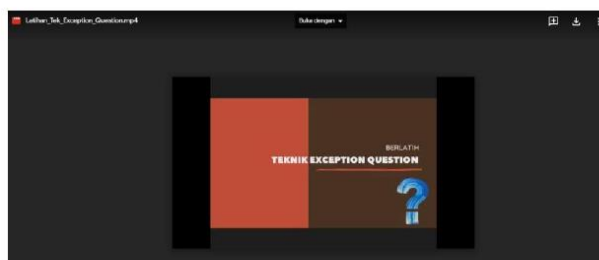 Latihan_Tek_Exception_Question.mp4
Buka dengan
BERLATIH
TEKNIK EXCEPTION QUESTION